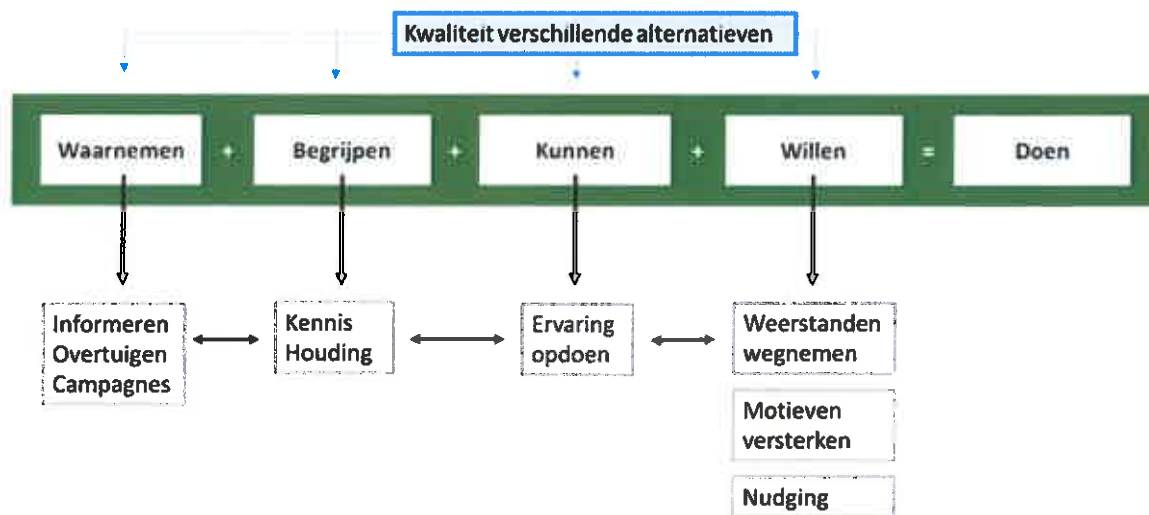 Kwaliteit verschillende alternatieven
Waarnemen + Begrijpen + Kunnen + Willen = Doen
Informeren
Overtuigen
Campagnes
Kennis
Houding
Ervaring
opdoen
Weerstanden
wegnemen
Motieven
versterken
Nudging